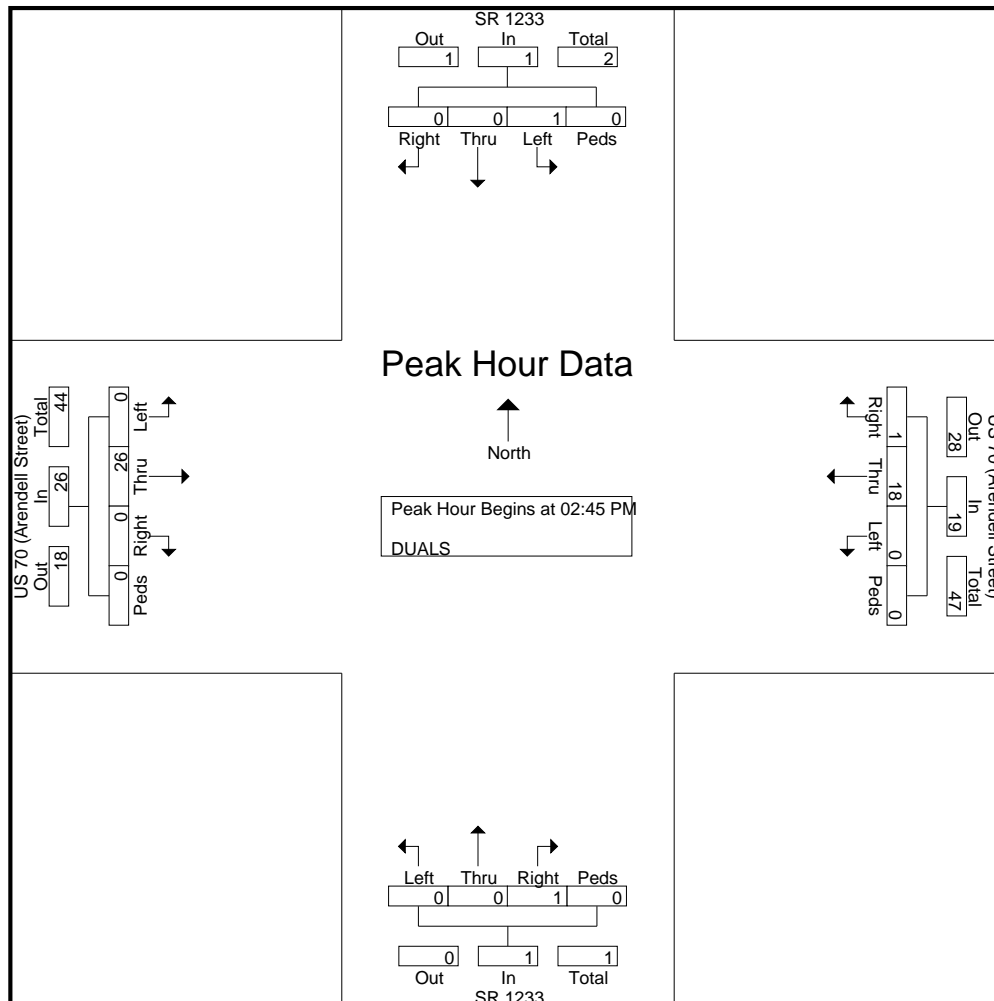 SR 1233
Out In Total
1 1 2
0 0 1 0
Right Thru Left Peds
Peak Hour Data
North
Peak Hour Begins at 02:45 PM
DUALS
US 70 (Arendell Street)
Out In Total
18 26 44
0 0 26 0
Peds Right Thru Left
US 70 (Arendell Street)
Out In Total
28 19 47
1 18 0 0
Right Thru Left Peds
Left Thru Right Peds
0 0 1 0
0 1 1
Out In Total
SR 1233